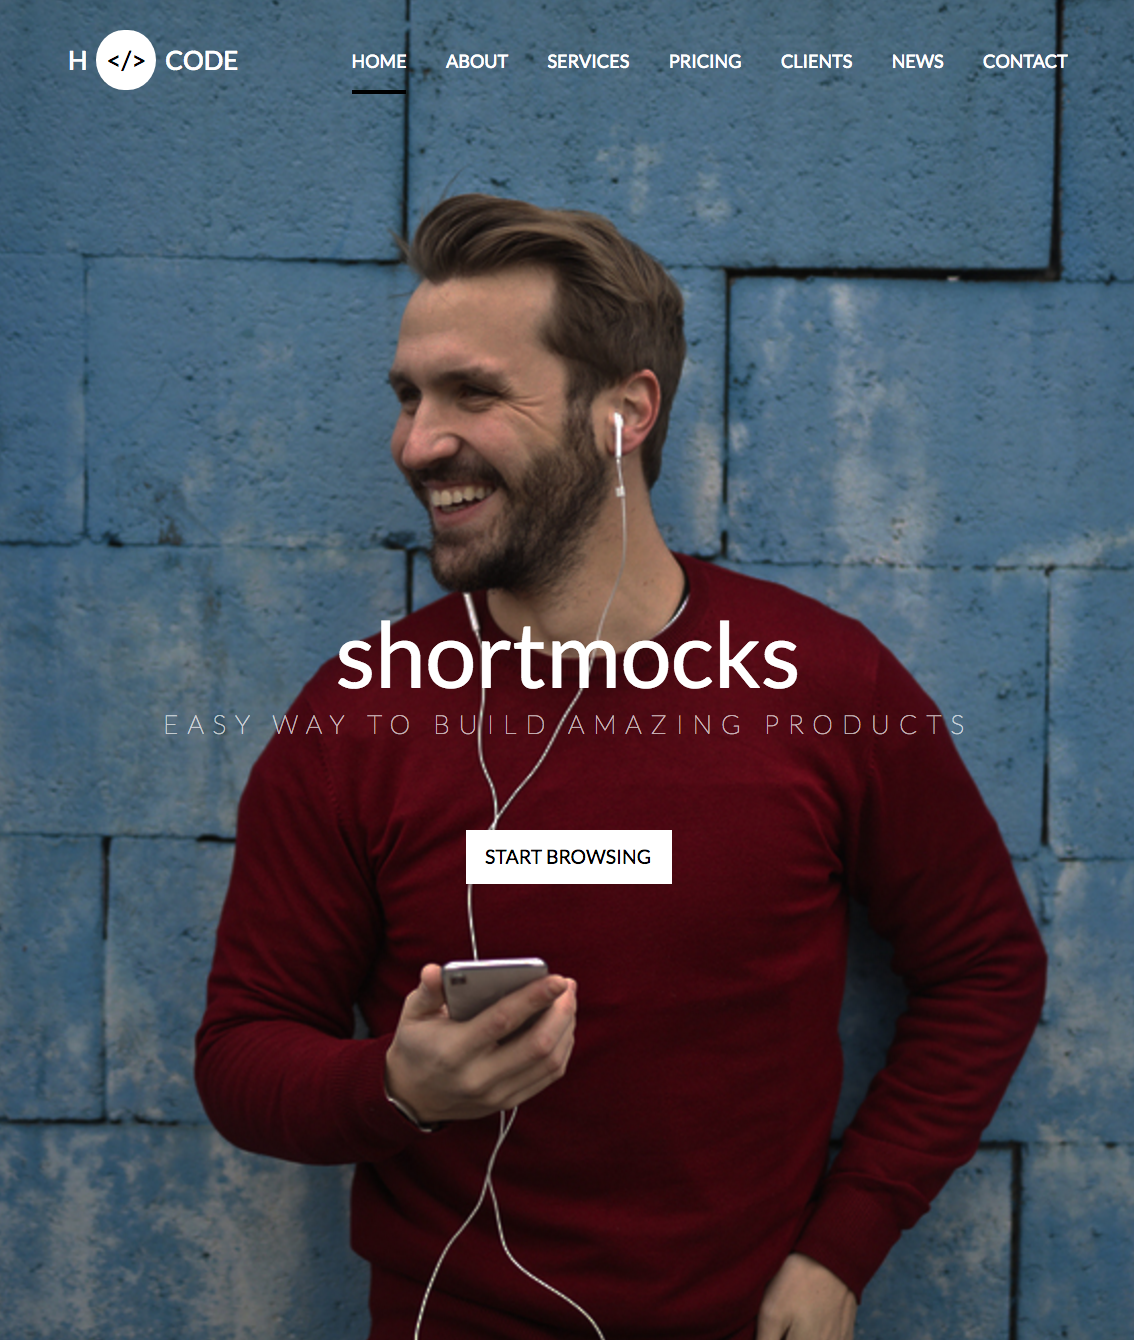 H </> CODE
HOME ABOUT SERVICES PRICING CLIENTS NEWS CONTACT
shortmocks
EASY WAY TO BUILD AMAZING PRODUCTS
START BROWSING